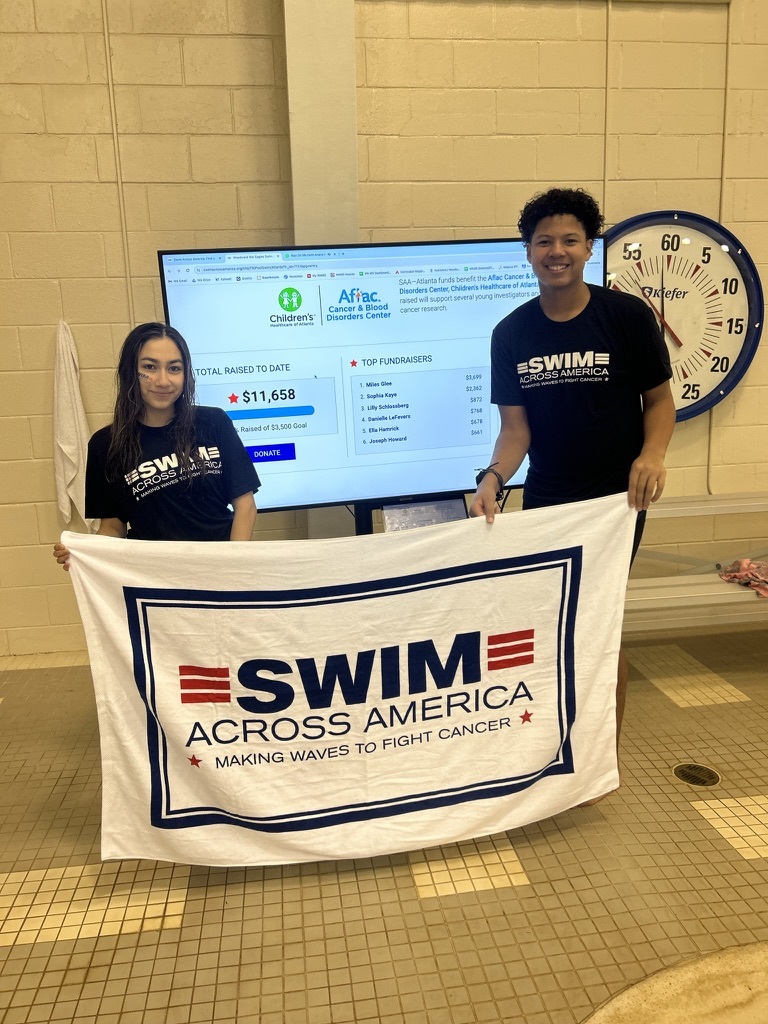 Children's
Healthcare of Atlanta
Aflac
Cancer & Blood
Disorders Center
SAA—Atlanta funds benefit the Aflac Cancer &
Disorders Center, Children's Healthcare of
raised will support several young investigators
cancer research.
TOTAL RAISED TO DATE
$11,658
Raised of $3,500 Goal
DONATE
TOP FUNDRAISERS
1. Miles Glee $3,699
2. Sophia Kaye $2,362
3. Lilly Schlossberg $872
4. Danielle LeFevers $768
5. Ella Hamrick $678
6. Joseph Howard $661
55 60 5
10
Kiefer
15
20
25
SWIM
ACROSS AMERICA
MAKING WAVES TO FIGHT CANCER
SWIM
ACROSS AMERICA
MAKING WAVES TO FIGHT CANCER
SWIM
ACROSS AMERICA
MAKING WAVES TO FIGHT CANCER